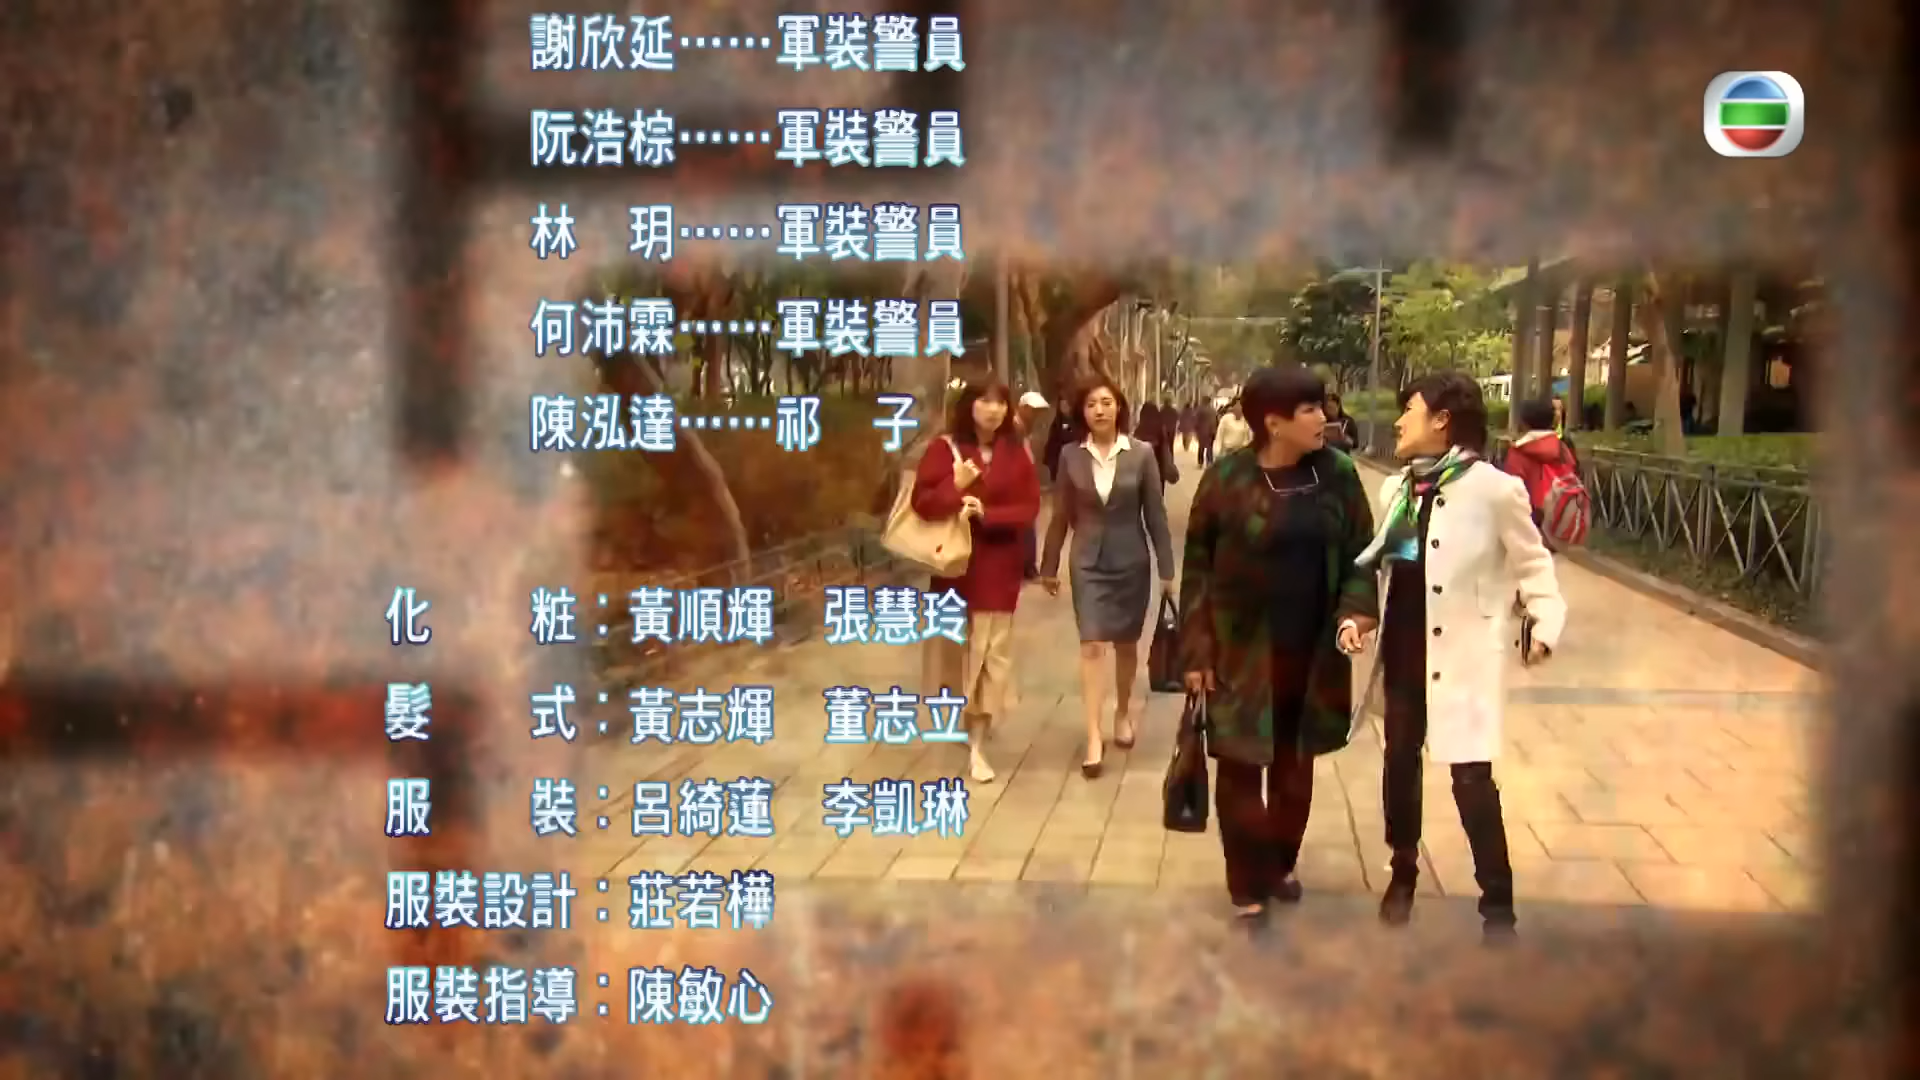 謝欣延……軍裝警員
阮浩棕……軍裝警員
林　玥……軍裝警員
何沛霖……軍裝警員
陳泓達……祁　子
化　　粧：黃順輝　張慧玲
髮　　式：黃志輝　董志立
服　　裝：呂綺蓮　李凱琳
服裝設計：莊若樺
服裝指導：陳敏心